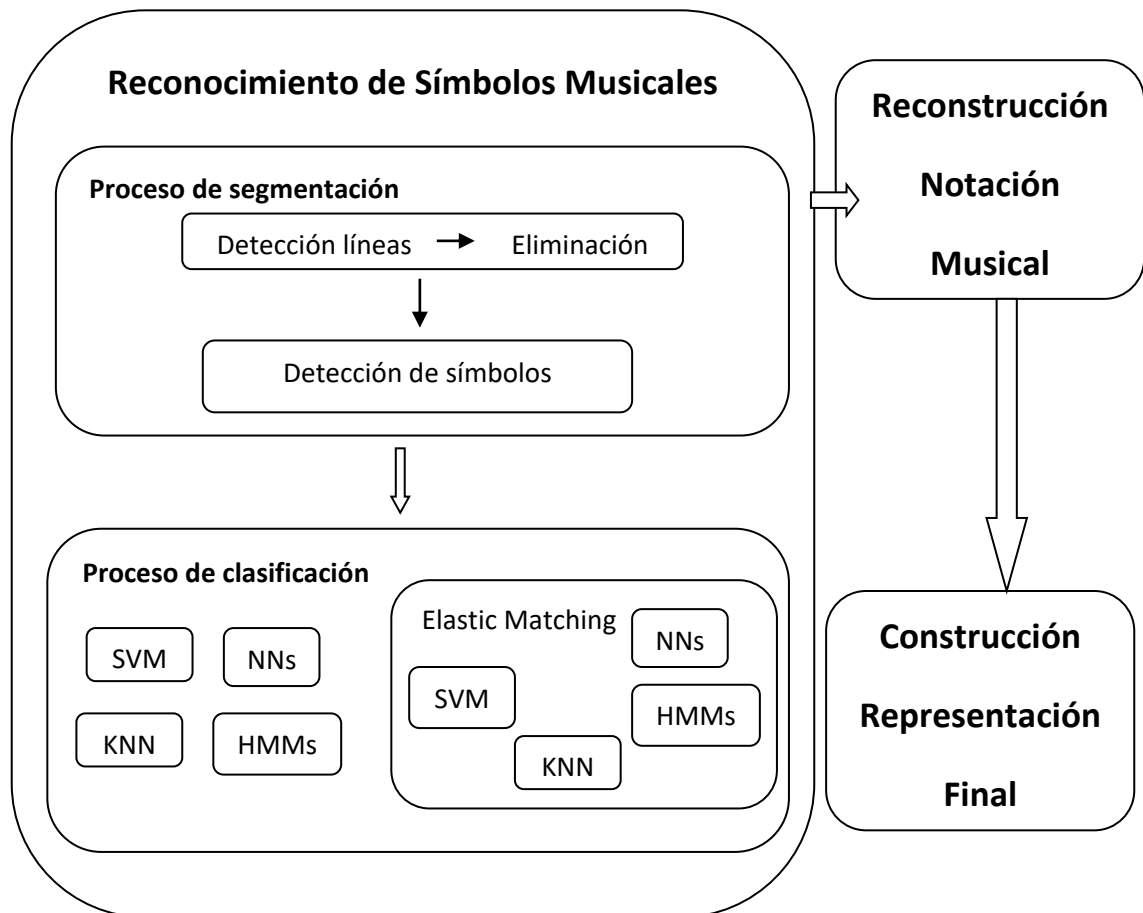 Reconocimiento de Símbolos Musicales
Proceso de segmentación
Detección líneas Eliminación
Detección de símbolos
Proceso de clasificación
SVM NNs
KNN HMMs
Elastic Matching
NNs
SVM
HMMs
KNN
Reconstrucción
Notación
Musical
Construcción
Representación
Final